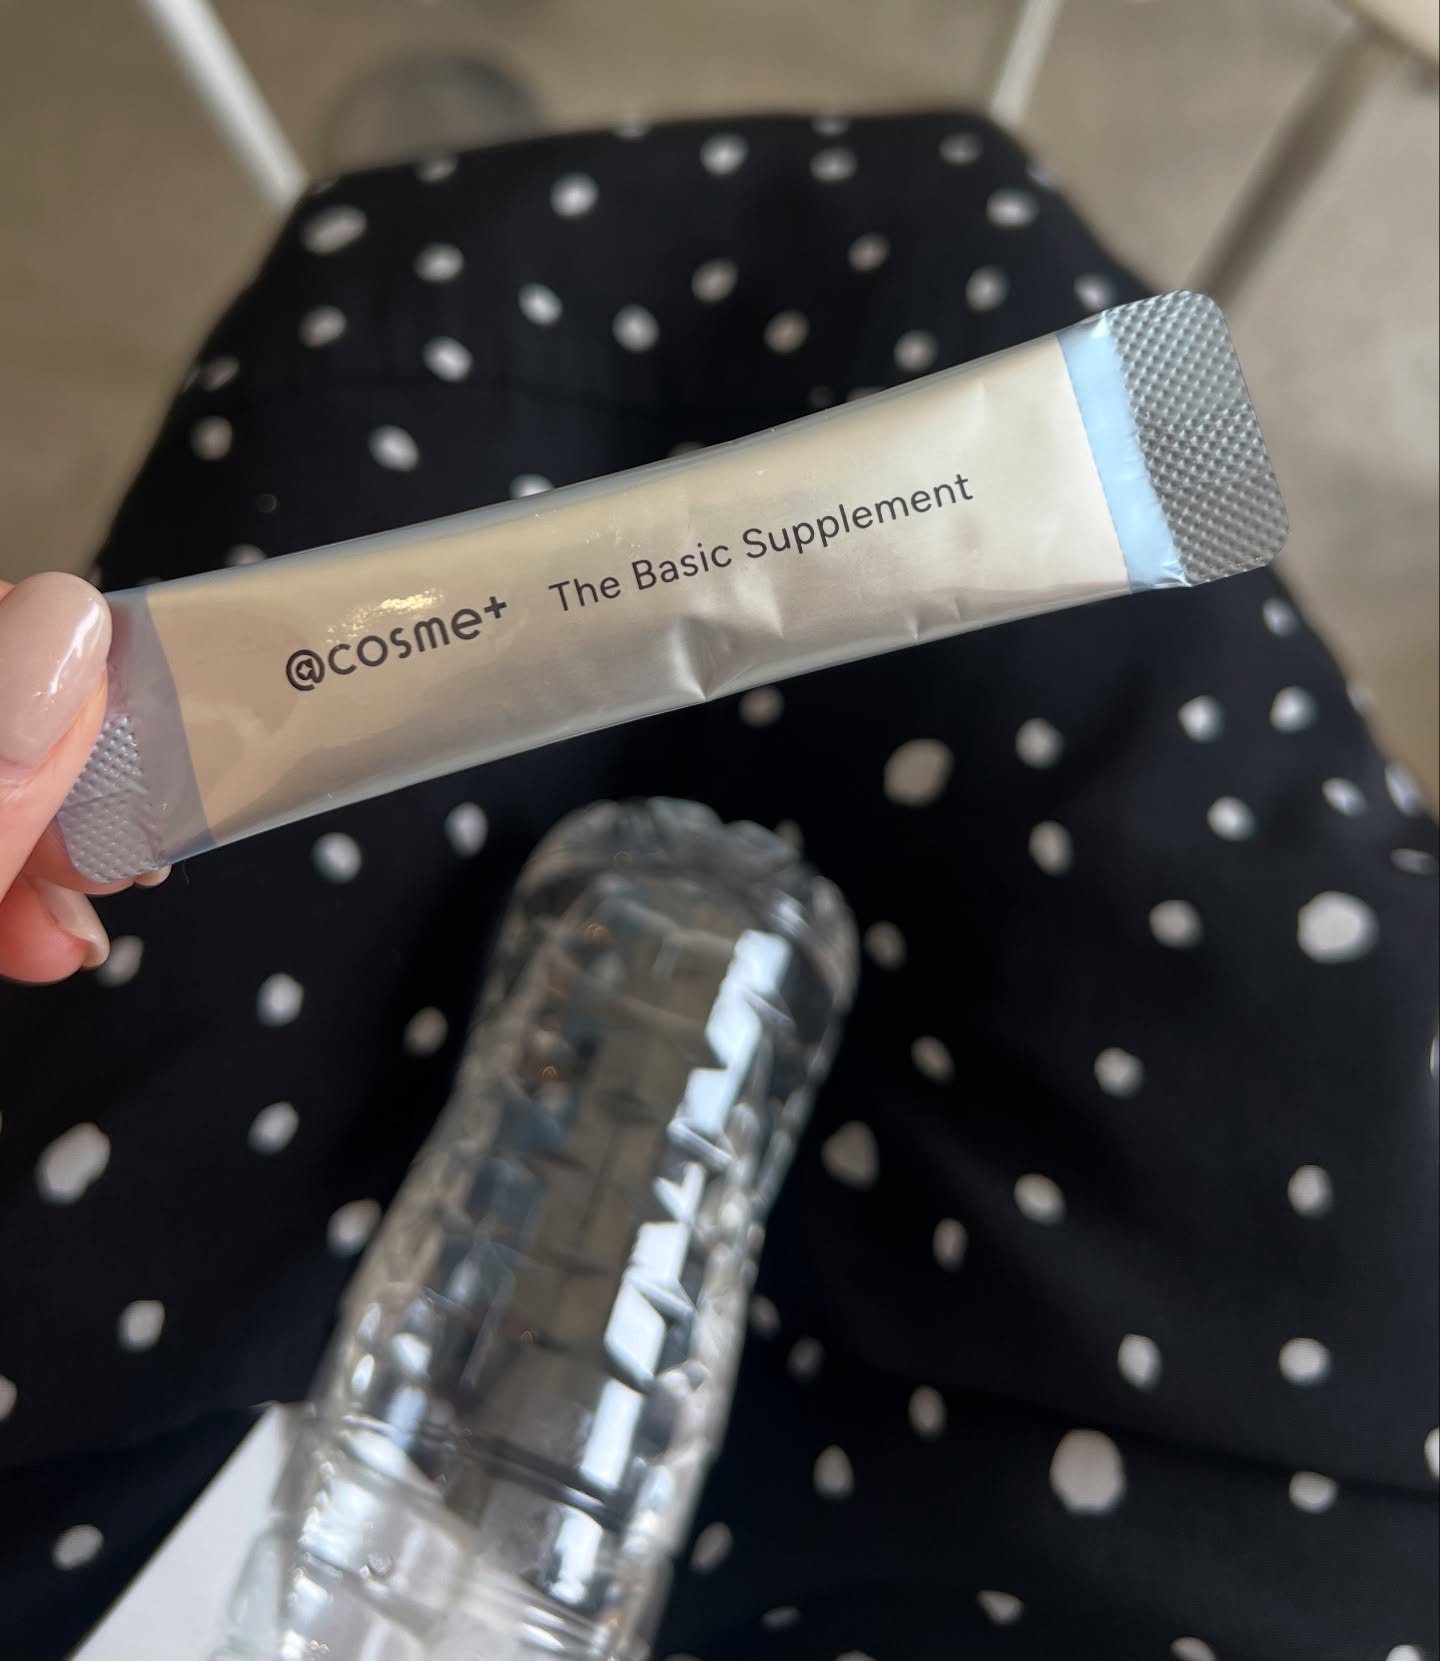 @cosme+ The Basic Supplement